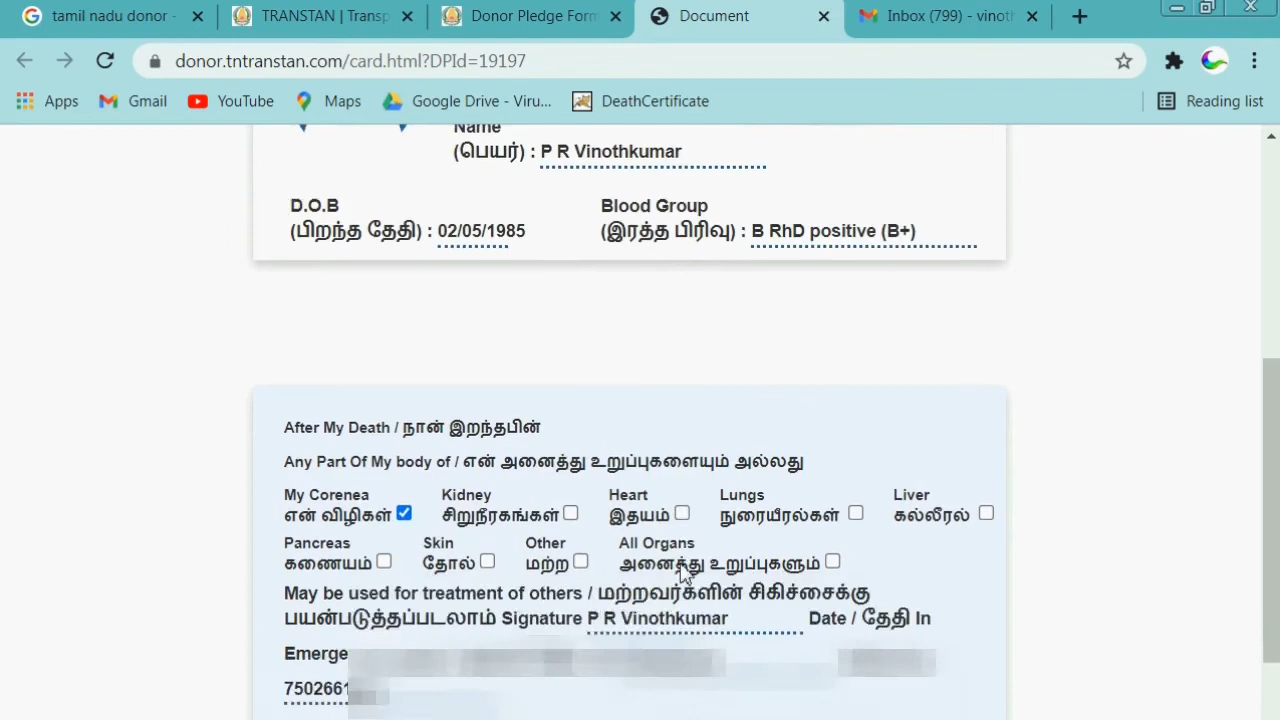 tamil nadu donor -
TRANSTAN | Transp
Donor Pledge Form
Document
Inbox (799) - vinoth
donor.tntranstan.com/card.html?DPId=19197
Apps
Gmail
YouTube
Maps
Google Drive - Viru...
DeathCertificate
Reading list
Name
(பெயர்) : P R Vinothkumar
D.O.B
Blood Group
(பிறந்த தேதி) : 02/05/1985
(இரத்த பிரிவு) : B RhD positive (B+)
After My Death / நான் இறந்தபின்
Any Part Of My body of / என் அனைத்து உறுப்புகளையும் அல்லது
My Corenea Kidney Heart Lungs Liver
என் விழிகள் சிறுநீரகங்கள் இதயம் நுரையீரல்கள் கல்லீரல்
Pancreas Skin Other All Organs
கணையம் தோல் மற்ற அனைத்து உறுப்புகளும்
May be used for treatment of others / மற்றவர்களின் சிகிச்சைக்கு
பயன்படுத்தப்படலாம் Signature P R Vinothkumar Date / தேதி In
Emerge
750266